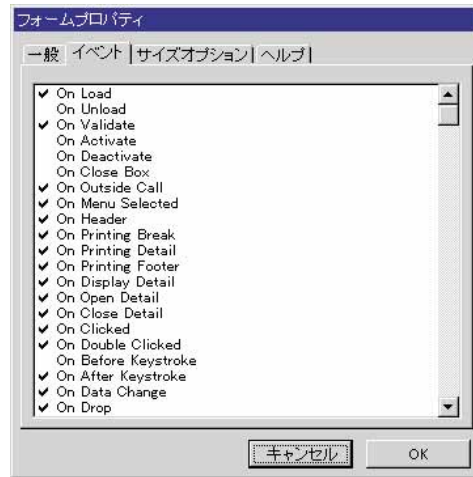 フォームプロパティ
一般 イベント サイズオプション ヘルプ
✔ On Load
On Unload
✔ On Validate
On Activate
On Deactivate
On Close Box
✔ On Outside Call
✔ On Menu Selected
✔ On Header
✔ On Printing Break
✔ On Printing Detail
✔ On Printing Footer
✔ On Display Detail
✔ On Open Detail
✔ On Close Detail
✔ On Clicked
✔ On Double Clicked
On Before Keystroke
✔ On After Keystroke
✔ On Data Change
✔ On Drop
キャンセル OK